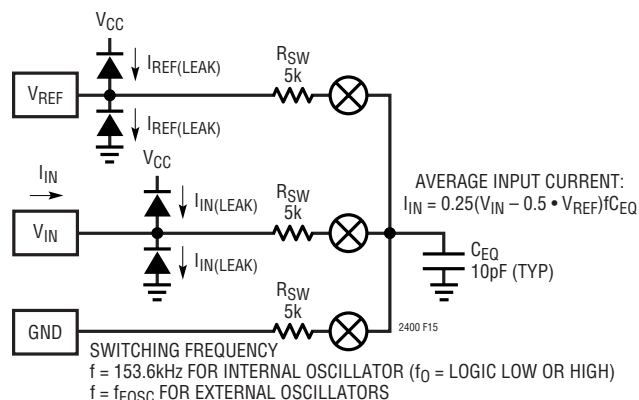 VCC
IREF(LEAK)
VREF
RSW
5k
IREF(LEAK)
VCC
IIN
IIN(LEAK)
VIN
RSW
5k
IIN(LEAK)
AVERAGE INPUT CURRENT:
IIN = 0.25(VIN – 0.5 • VREF)fCEQ
CEQ
10pF (TYP)
RSW
5k
GND
2400 F15
SWITCHING FREQUENCY
f = 153.6kHz FOR INTERNAL OSCILLATOR (fO = LOGIC LOW OR HIGH)
f = fEOSC FOR EXTERNAL OSCILLATORS